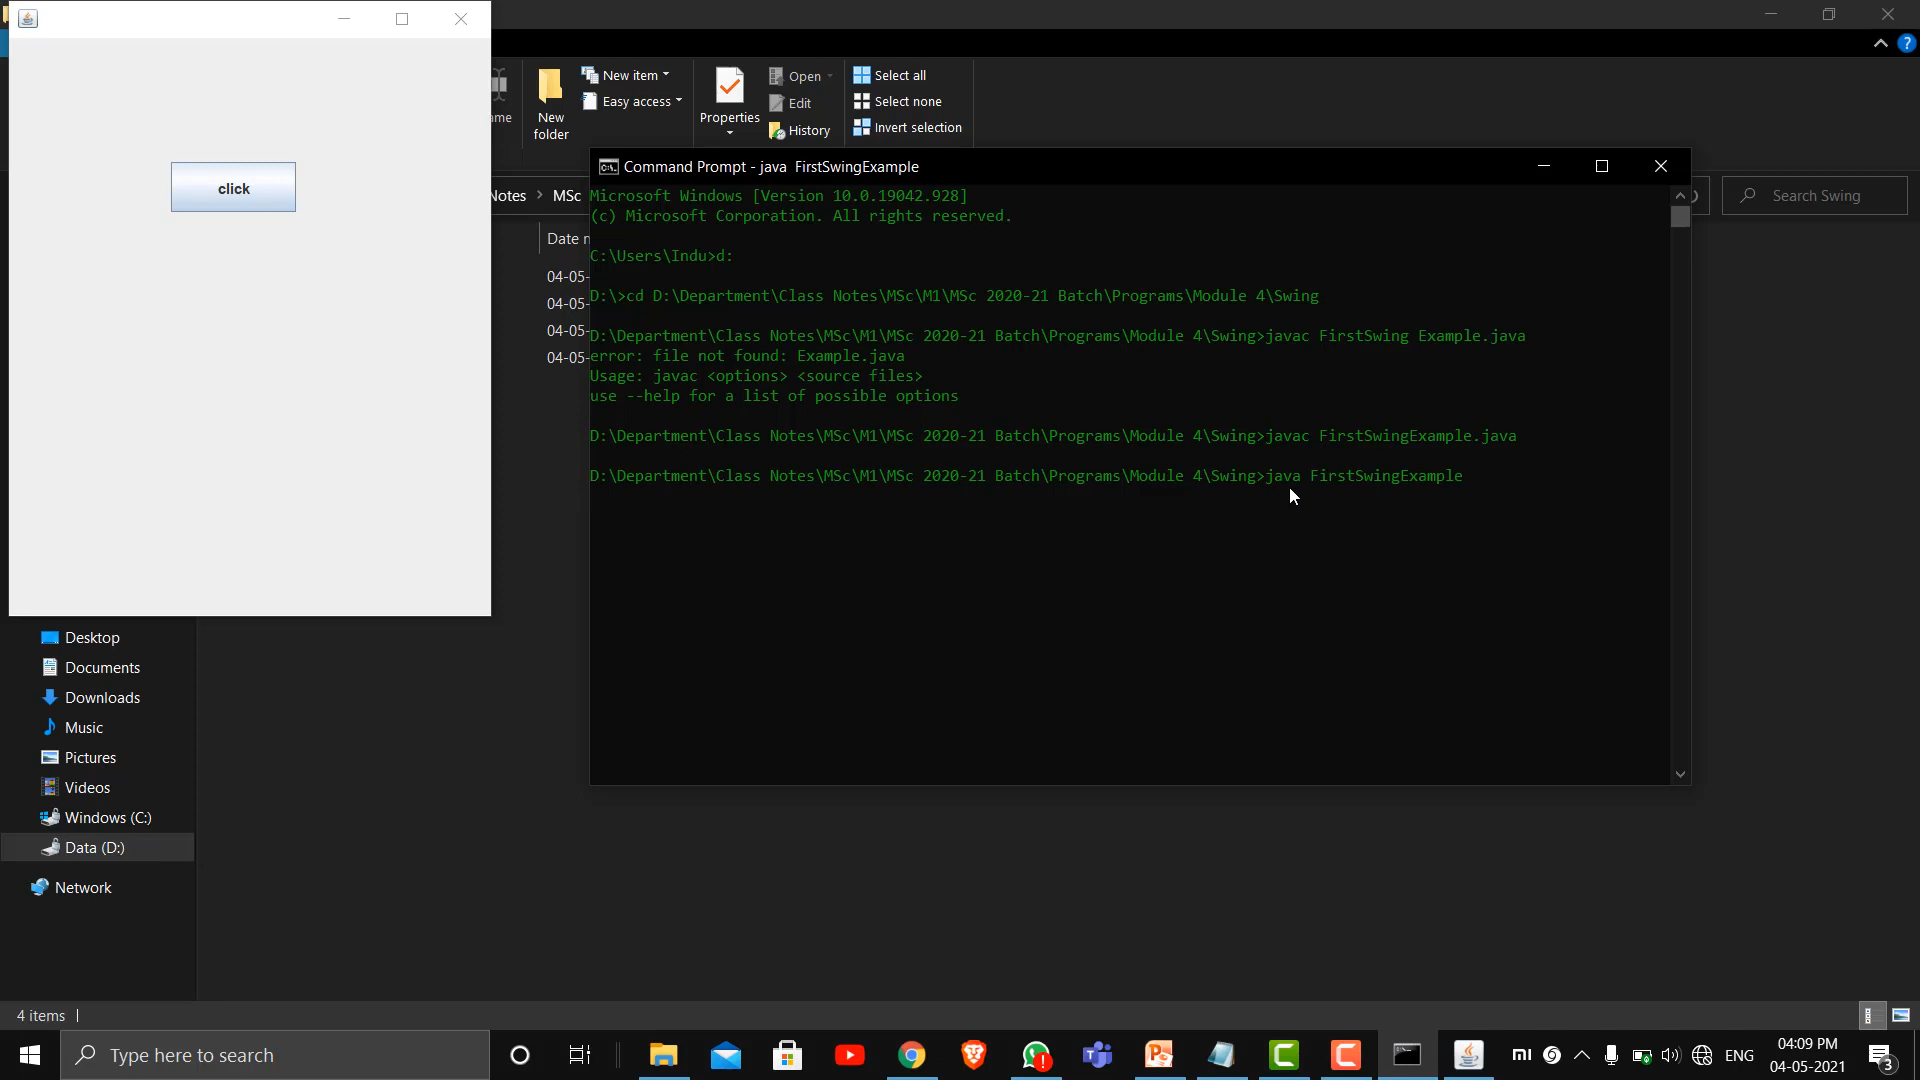 click
New item
Easy access
New
folder
Properties
Open
Edit
History
Select all
Select none
Invert selection
Notes > MSc
Search Swing
Date
04-05-
04-05-
04-05-
04-05-
Command Prompt - java  FirstSwingExample
Microsoft Windows [Version 10.0.19042.928]
(c) Microsoft Corporation. All rights reserved.
C:\Users\Indu>d:
D:\>cd D:\Department\Class Notes\MSc\M1\MSc 2020-21 Batch\Programs\Module 4\Swing
D:\Department\Class Notes\MSc\M1\MSc 2020-21 Batch\Programs\Module 4\Swing>javac FirstSwing Example.java
error: file not found: Example.java
Usage: javac <options> <source files>
use --help for a list of possible options
D:\Department\Class Notes\MSc\M1\MSc 2020-21 Batch\Programs\Module 4\Swing>javac FirstSwingExample.java
D:\Department\Class Notes\MSc\M1\MSc 2020-21 Batch\Programs\Module 4\Swing>java FirstSwingExample
Desktop
Documents
Downloads
Music
Pictures
Videos
Windows (C:)
Data (D:)
Network
4 items
Type here to search
ENG
04:09 PM
04-05-2021
3